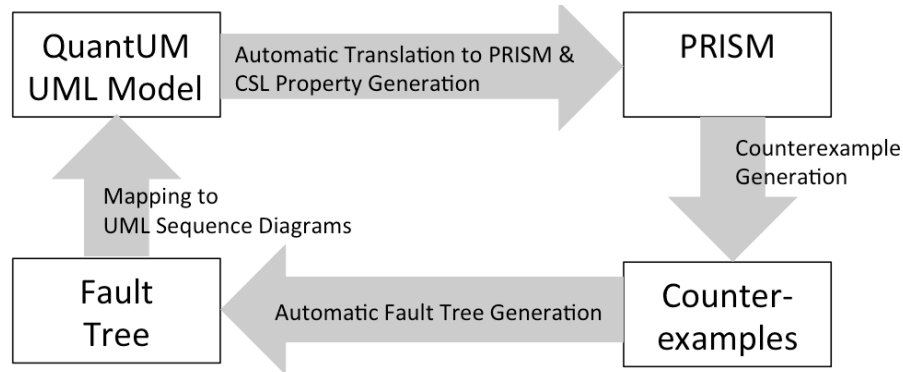 QuantUM
UML Model
Automatic Translation to PRISM &
CSL Property Generation
PRISM
Counterexample
Generation
Mapping to
UML Sequence Diagrams
Fault
Tree
Automatic Fault Tree Generation
Counter-
examples